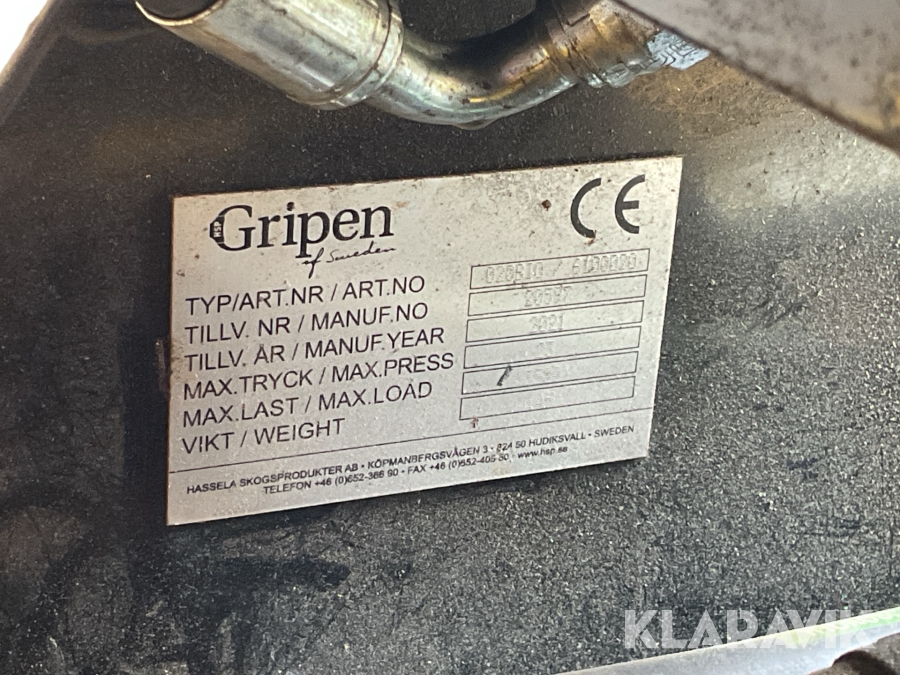 HSP
Gripen
of Sweden
CE
TYP/ART.NR / ART.NO
TILLV. NR / MANUF.NO
TILLV. ÅR / MANUF.YEAR 2021
MAX.TRYCK / MAX.PRESS
MAX.LAST / MAX.LOAD
VIKT / WEIGHT
HASSELA SKOGSPRODUKTER AB • KÖPMANBERGSVÄGEN 3 • 824 50 HUDIKSVALL • SWEDEN
TELEFON +46 (0)652-366 90 • FAX +46 (0)652-405 50 • www.hsp.se
KLARAVIK